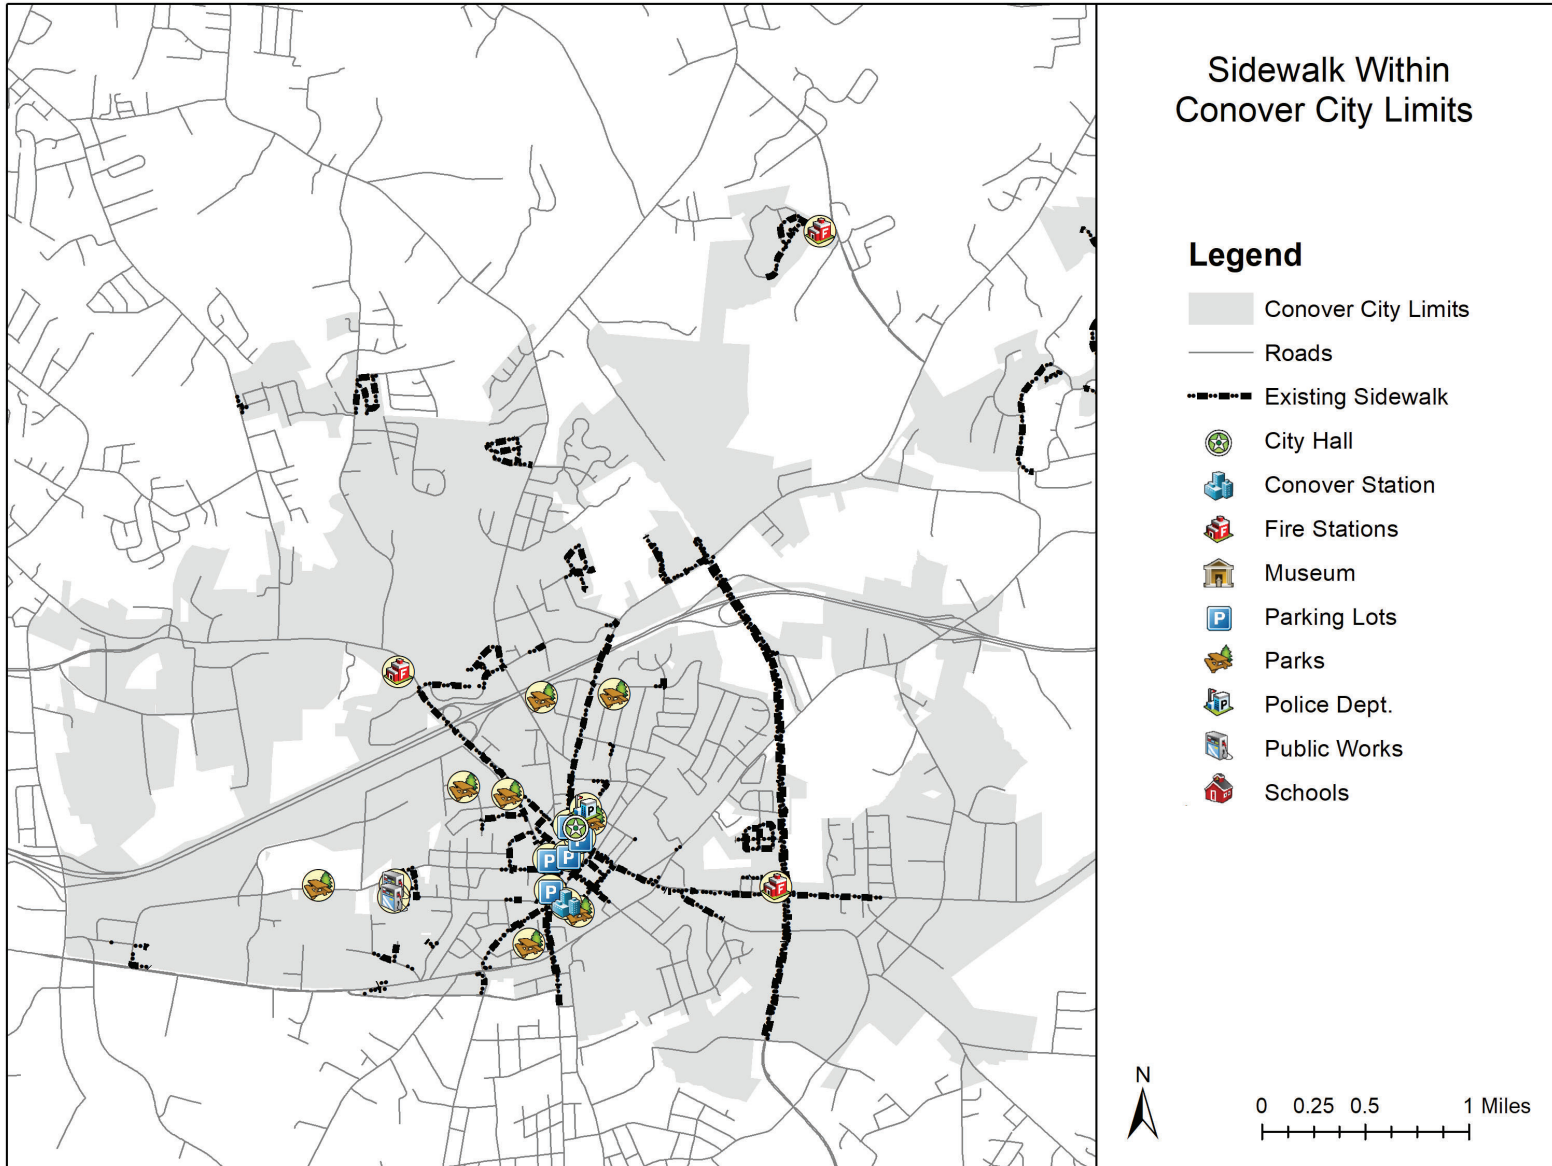 Sidewalk Within
Conover City Limits
Legend
Conover City Limits
Roads
Existing Sidewalk
City Hall
Conover Station
F Fire Stations
Museum
P Parking Lots
Parks
P Police Dept.
Public Works
Schools
F
F
P
P
P
P
F
N
0 0.25 0.5 1 Miles